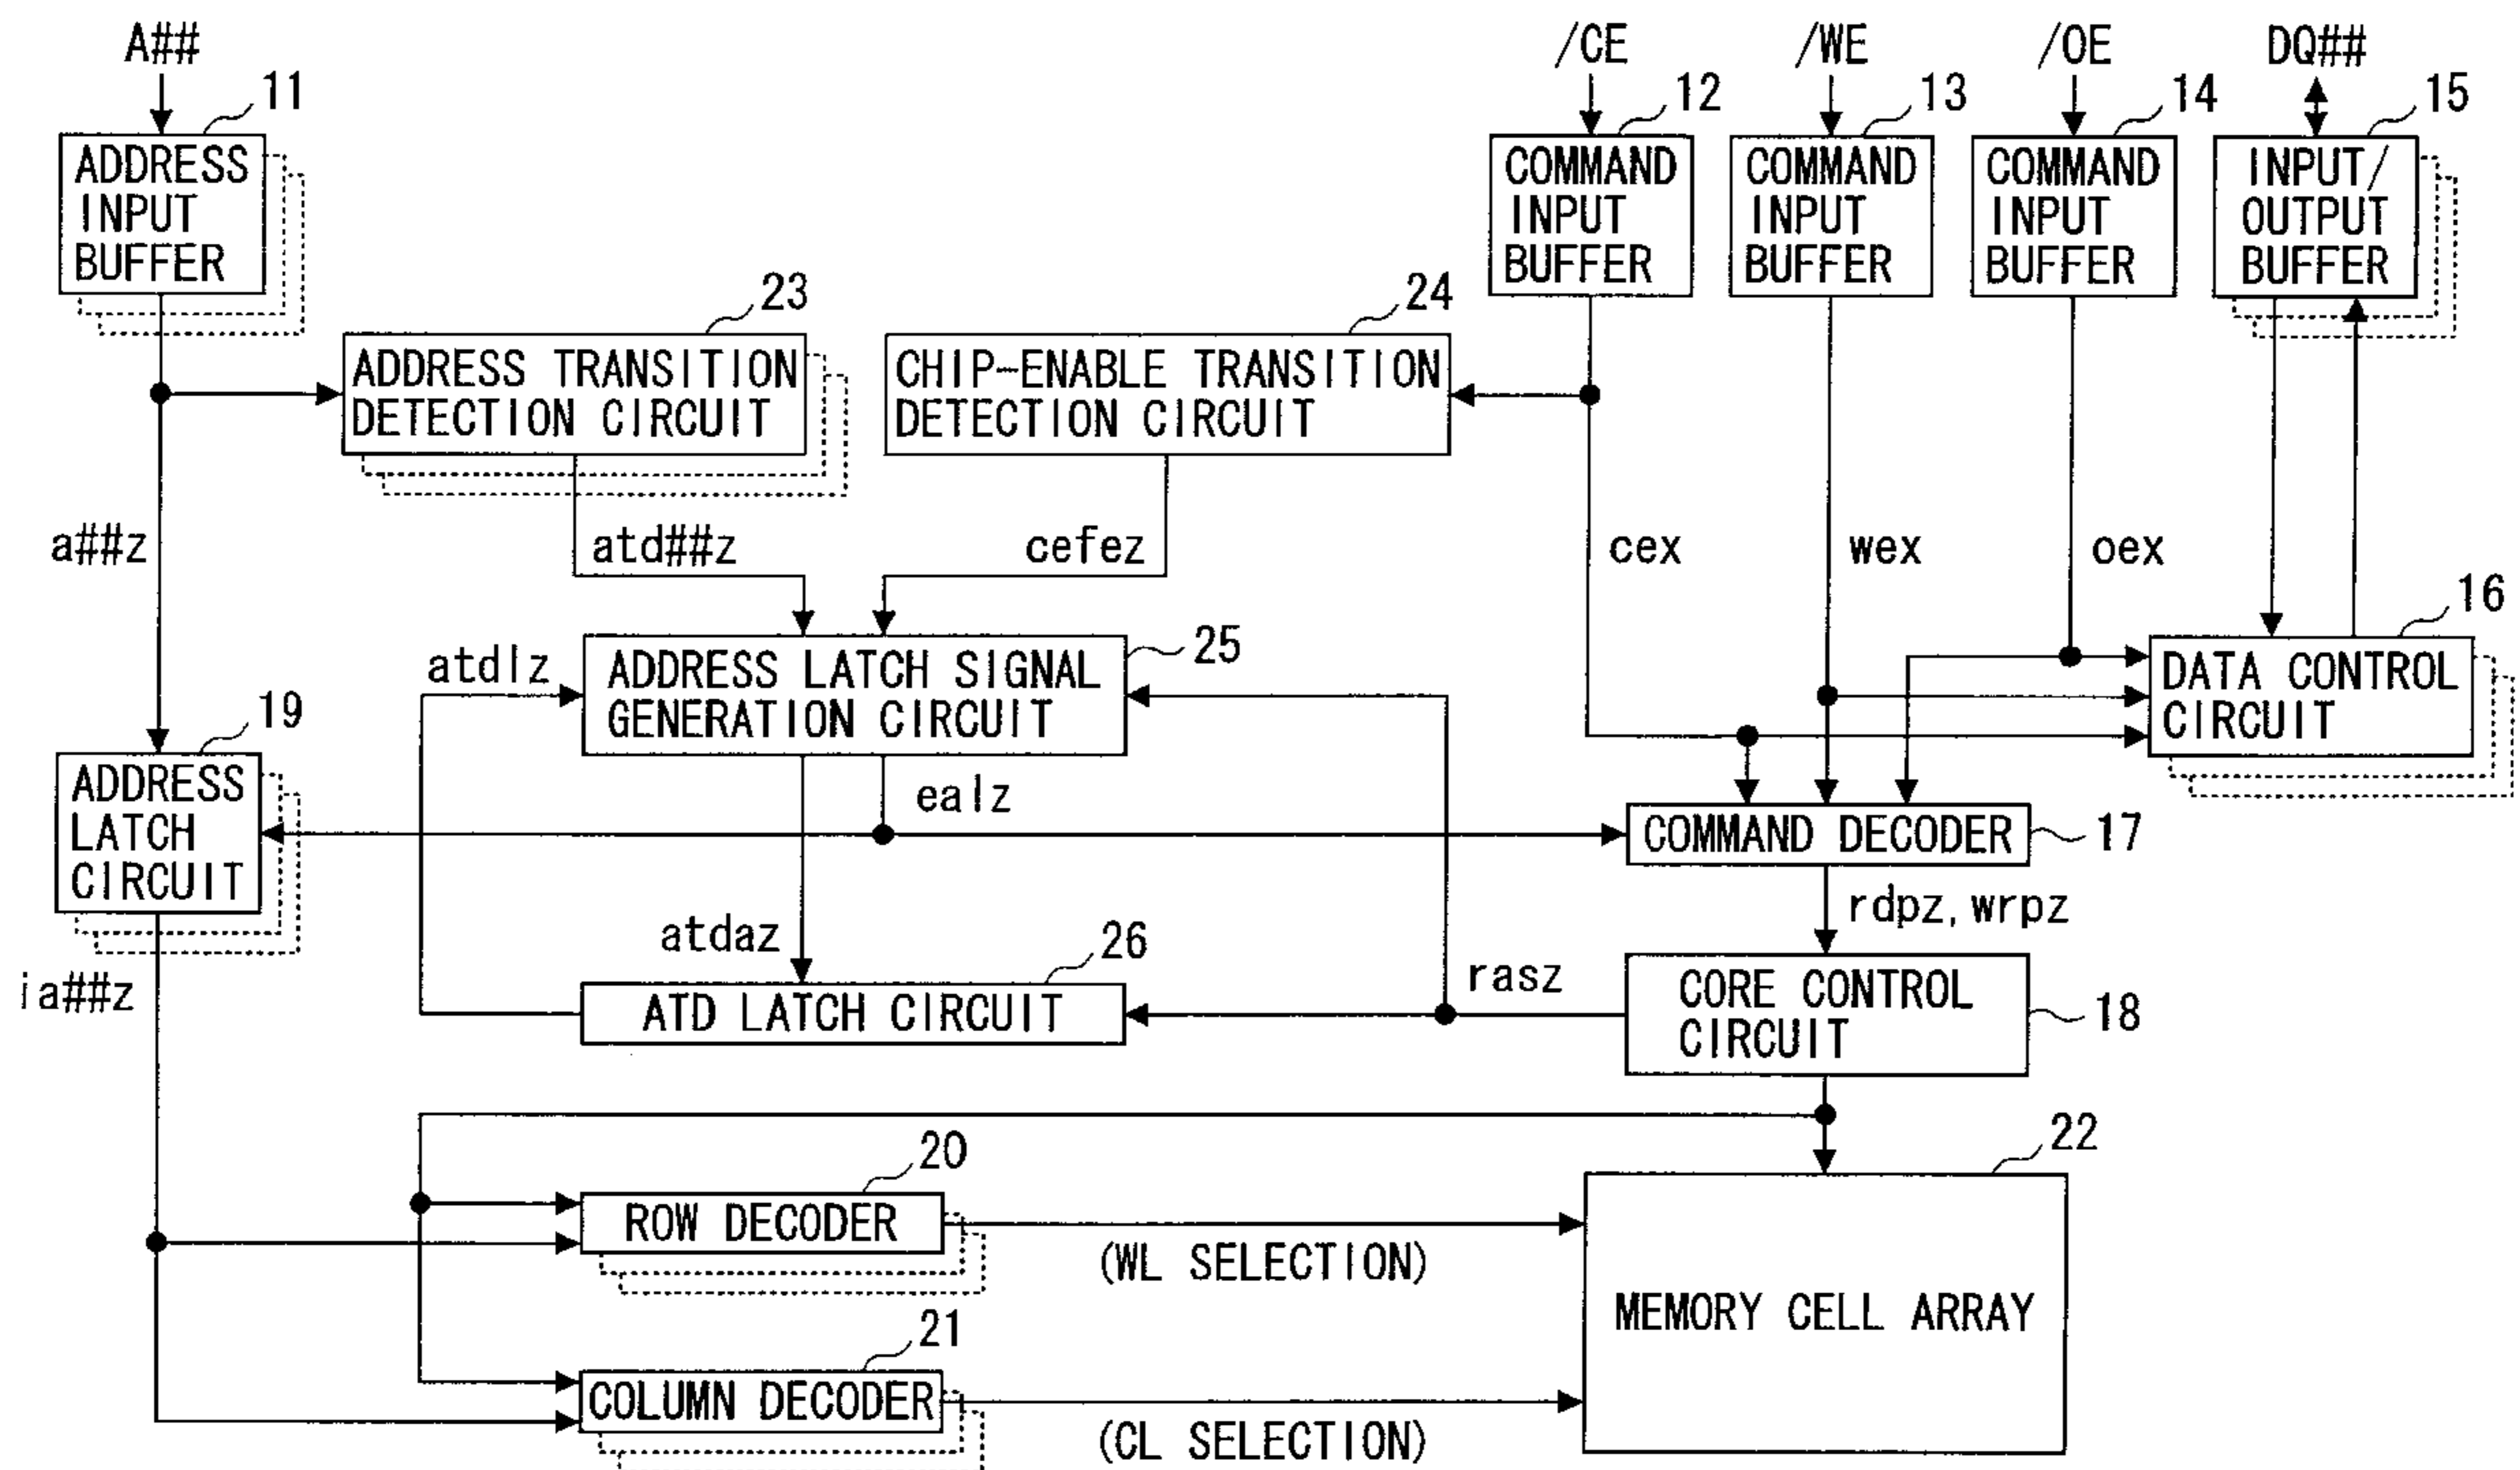 A##
/CE
/WE
/OE
DQ##
11
12
13
14
15
ADDRESS
INPUT
BUFFER
COMMAND
INPUT
BUFFER
COMMAND
INPUT
BUFFER
COMMAND
INPUT
BUFFER
INPUT/
OUTPUT
BUFFER
23
24
ADDRESS TRANSITION
DETECTION CIRCUIT
CHIP-ENABLE TRANSITION
DETECTION CIRCUIT
a##z
atd##z
cefez
cex
wex
oex
16
25
atdlz
ADDRESS LATCH SIGNAL
GENERATION CIRCUIT
DATA CONTROL
CIRCUIT
19
ADDRESS
LATCH
CIRCUIT
ealz
COMMAND DECODER
17
rdpz, wrpz
atdaz
26
ia##z
ATD LATCH CIRCUIT
rasz
CORE CONTROL
CIRCUIT
18
20
22
ROW DECODER
(WL SELECTION)
MEMORY CELL ARRAY
21
COLUMN DECODER
(CL SELECTION)